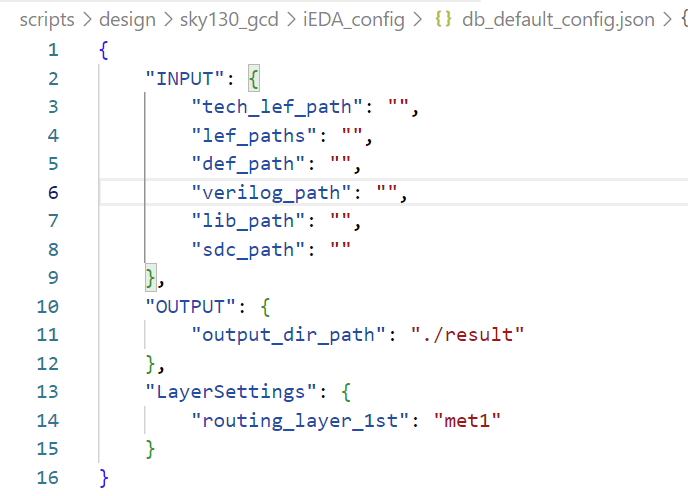 scripts > design > sky130_gcd > iEDA_config > {} db_default_config.json > {
1 {
2 "INPUT": {
3 "tech_lef_path": "",
4 "lef_paths": "",
5 "def_path": "",
6 "verilog_path": "",
7 "lib_path": "",
8 "sdc_path": ""
9 },
10 "OUTPUT": {
11 "output_dir_path": "./result"
12 },
13 "LayerSettings": {
14 "routing_layer_1st": "met1"
15 }
16 }